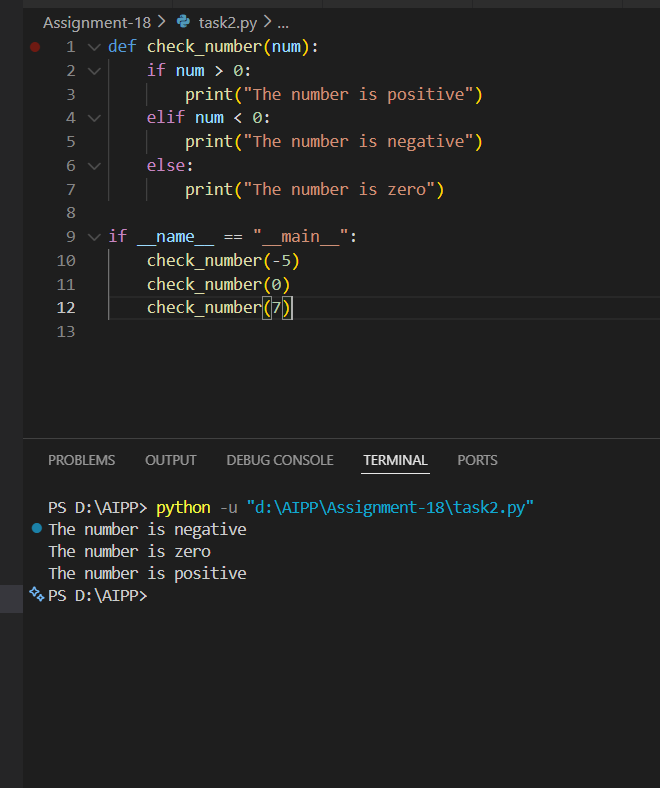 Assignment-18 > task2.py > ...
1 def check_number(num):
2     if num > 0:
3         print("The number is positive")
4     elif num < 0:
5         print("The number is negative")
6     else:
7         print("The number is zero")
8
9 if __name__ == "__main__":
10     check_number(-5)
11     check_number(0)
12     check_number(7)
13
PROBLEMS OUTPUT DEBUG CONSOLE TERMINAL PORTS
PS D:\AIPP> python -u "d:\AIPP\Assignment-18\task2.py"
The number is negative
The number is zero
The number is positive
PS D:\AIPP>